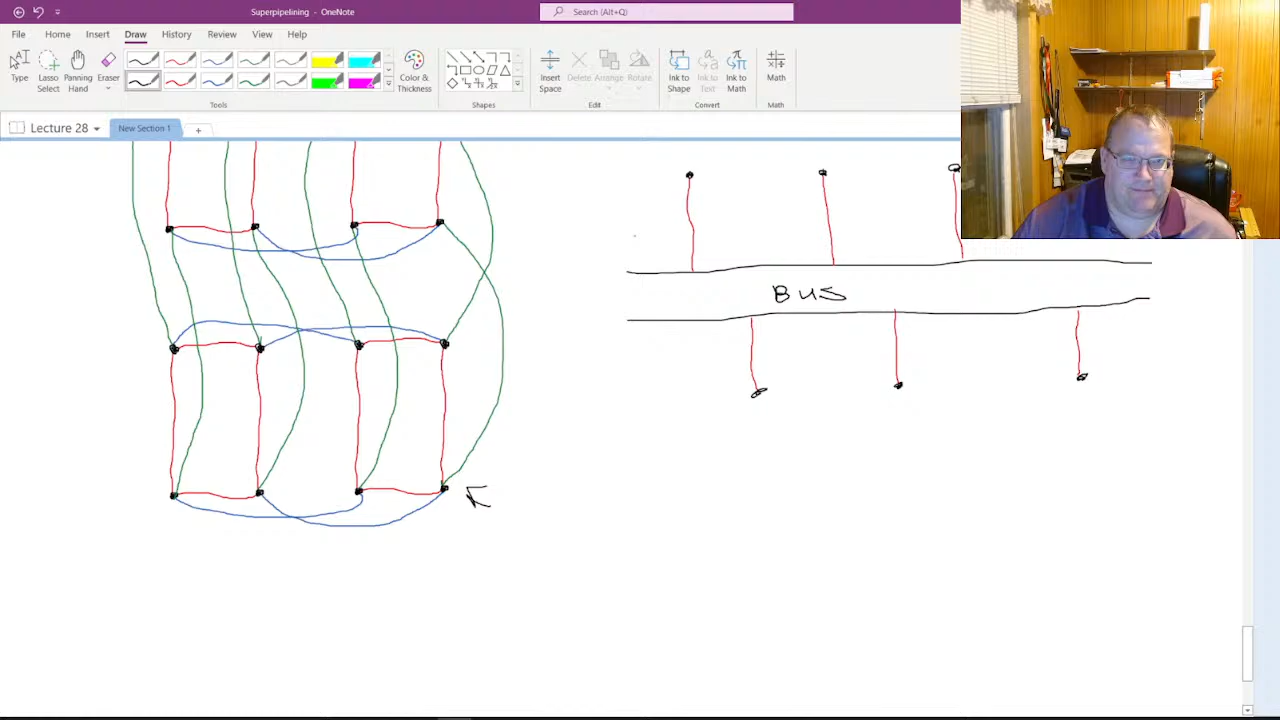 Superpipelining - OneNote
Search (Alt+Q)
File Home Insert Draw History Review View Help
Type
Lasso Select
Panning Hand
Eraser
Color & Thickness
Insert Space
Delete
Arrange
Rotate
Ink to Shape
Ink to Text
Ink to Math
Math
Tools Shapes Edit Convert Math
Lecture 28 New Section 1 +
BUS